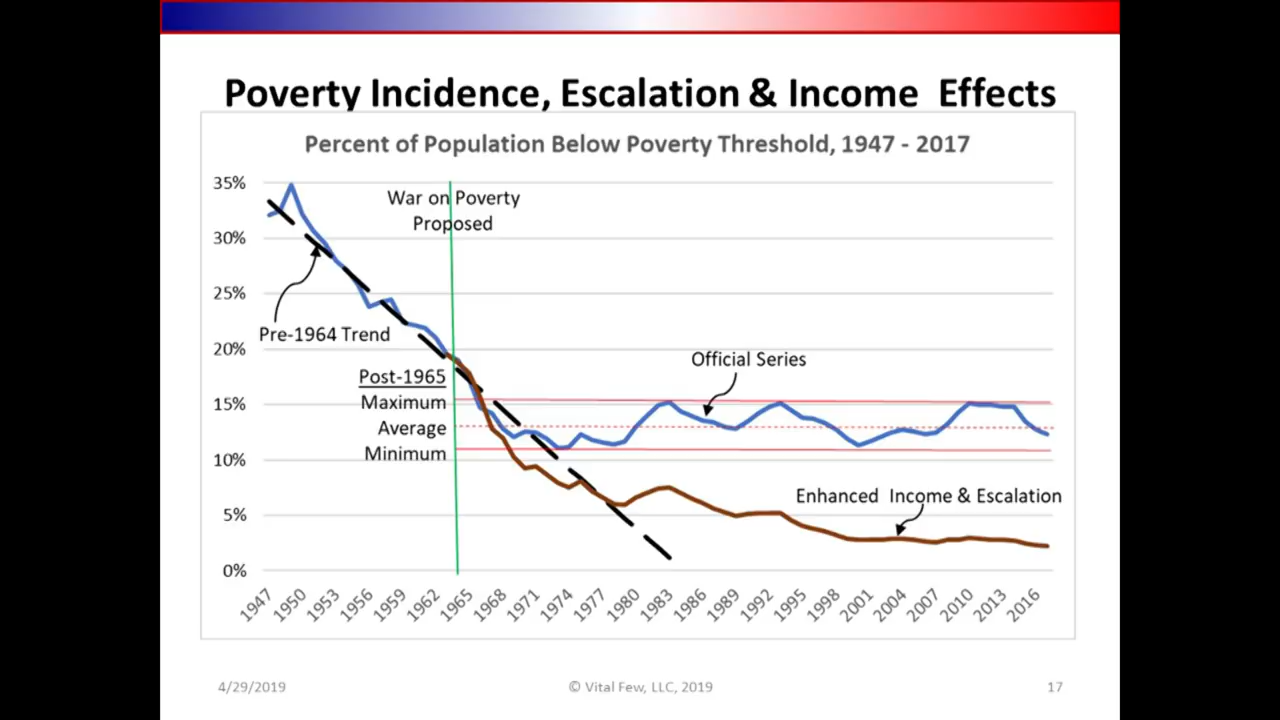 Poverty Incidence, Escalation & Income Effects
Percent of Population Below Poverty Threshold, 1947 - 2017
35%
30%
25%
20%
15%
10%
5%
0%
War on Poverty
Proposed
Pre-1964 Trend
Post-1965
Maximum
Average
Minimum
Official Series
Enhanced Income & Escalation
1947
1950
1953
1956
1959
1962
1965
1968
1971
1974
1977
1980
1983
1986
1989
1992
1995
1998
2001
2004
2007
2010
2013
2016
4/29/2019
© Vital Few, LLC, 2019
17